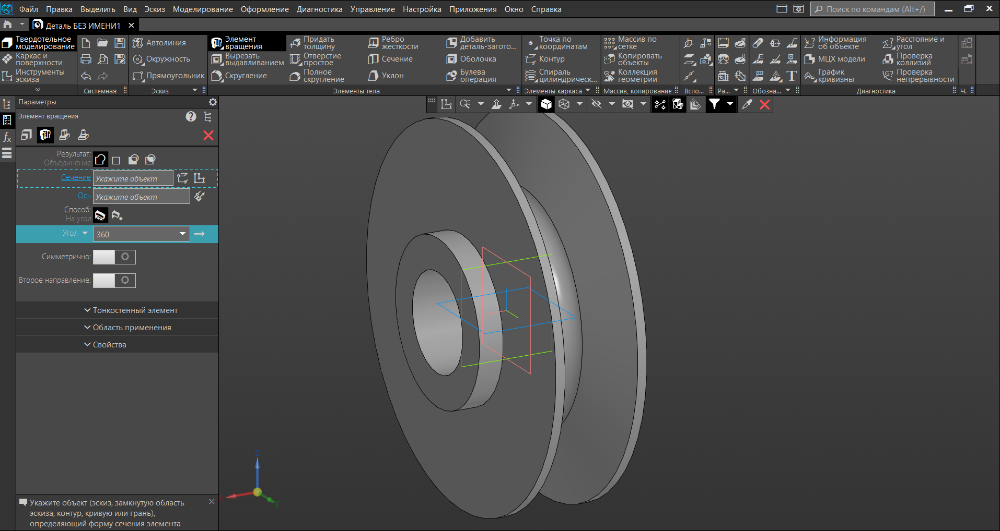 Файл Правка Выделить Вид Эскиз Моделирование Оформление Диагностика Управление Настройка Приложения Окно Справка Поиск по командам (Alt+/)
Деталь БЕЗ ИМЕНИ1
Твердотельное моделирование
Каркас и поверхности
Инструменты эскиза
Системная
Автолиния
Окружность
Прямоугольник
Эскиз
Элемент вращения
Вырезать выдавливанием
Скругление
Придать толщину
Отверстие простое
Полное скругление
Ребро жесткости
Сечение
Уклон
Добавить деталь-загото...
Оболочка
Булева операция
Элементы тела
Точка по координатам
Контур
Спираль цилиндрическ...
Элементы каркаса
Массив по сетке
Копировать объекты
Коллекция геометрии
Массив, копирование
Вспо...
Ра...
Обозна...
Информация об объекте
МЦХ модели
График кривизны
Расстояние и угол
Проверка коллизий
Проверка непрерывности
Диагностика
Ч.
Параметры
Элемент вращения
Результат:
Объединение
Сечение Укажите объект
Ось Укажите объект
Способ:
На угол
Угол 360
Симметрично:
Второе направление:
Тонкостенный элемент
Область применения
Свойства
Укажите объект (эскиз, замкнутую область
эскиза, контур, кривую или грань),
определяющий форму сечения элемента
Z
X
Y